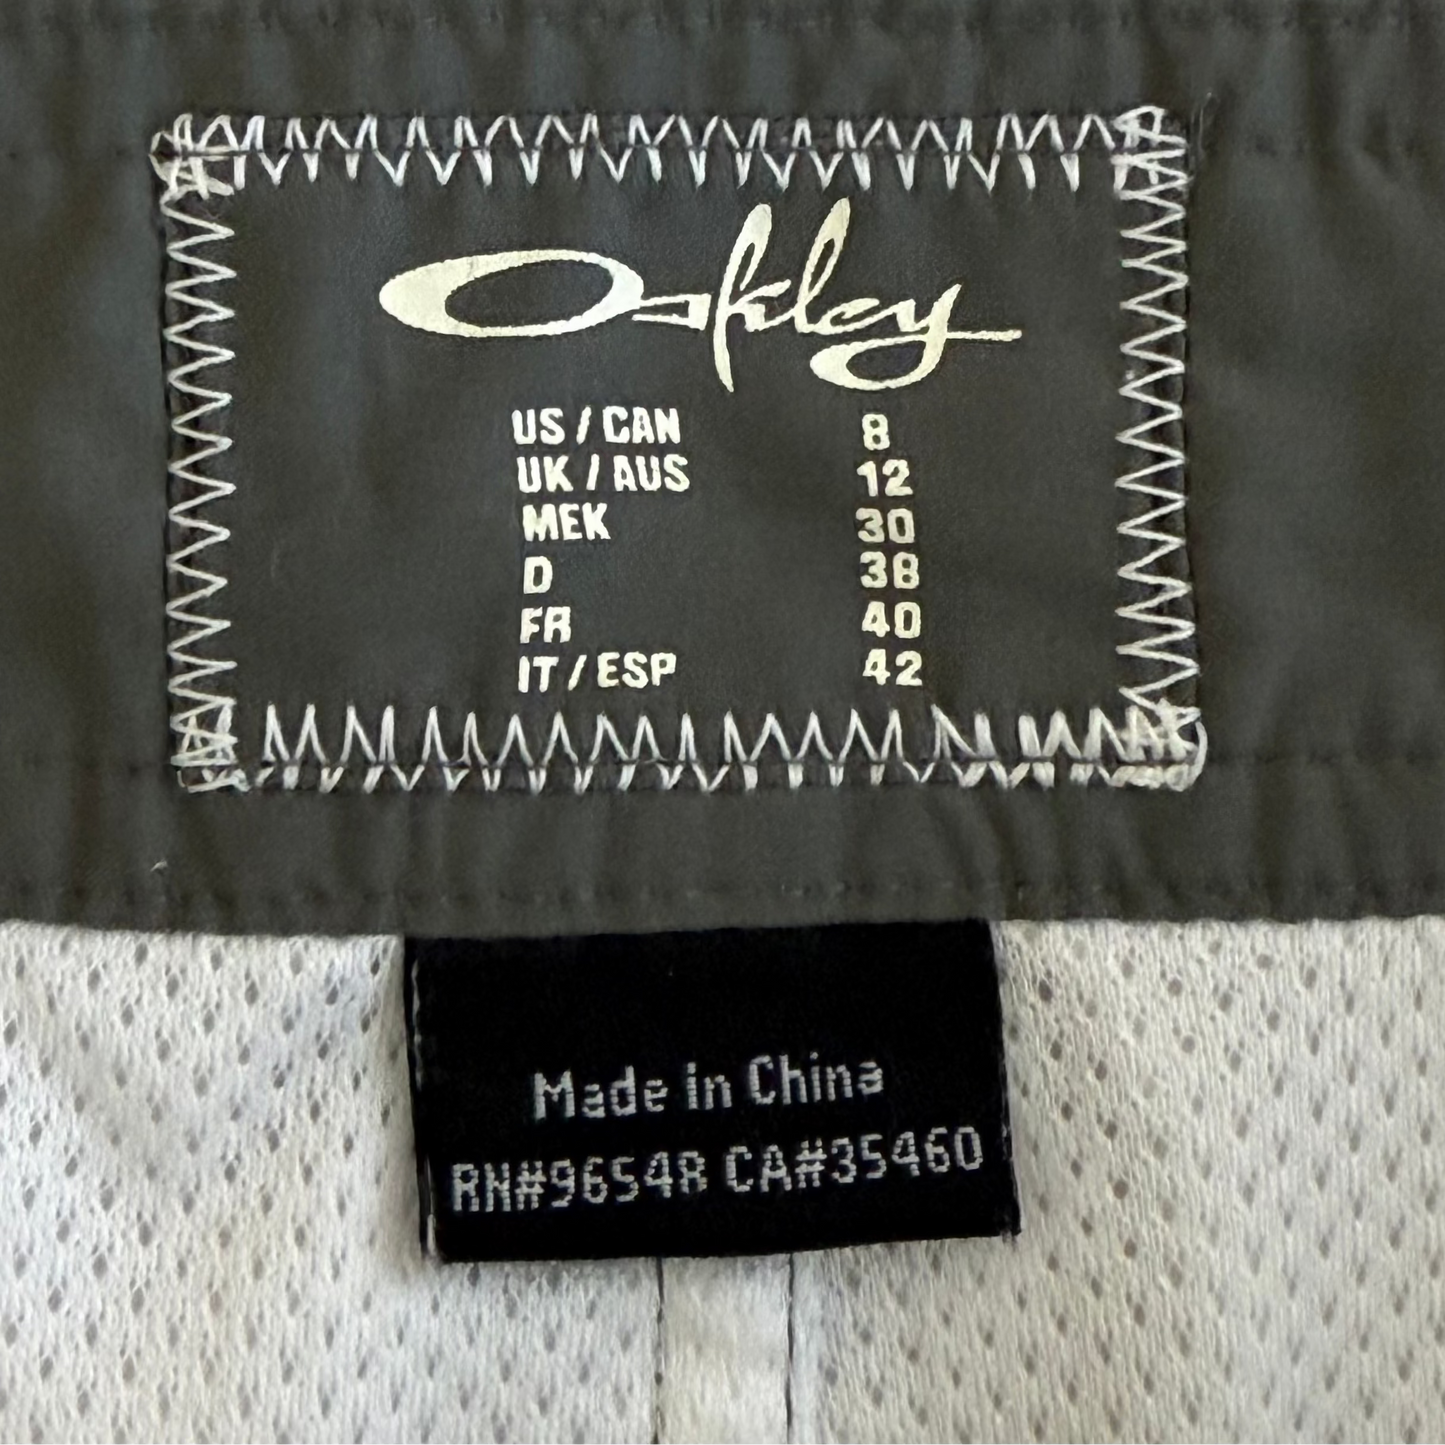 Oakley
US / CAN 8
UK / AUS 12
MEK 30
D 38
FR 40
IT / ESP 42
Made in China
RN#96548 CA#35460